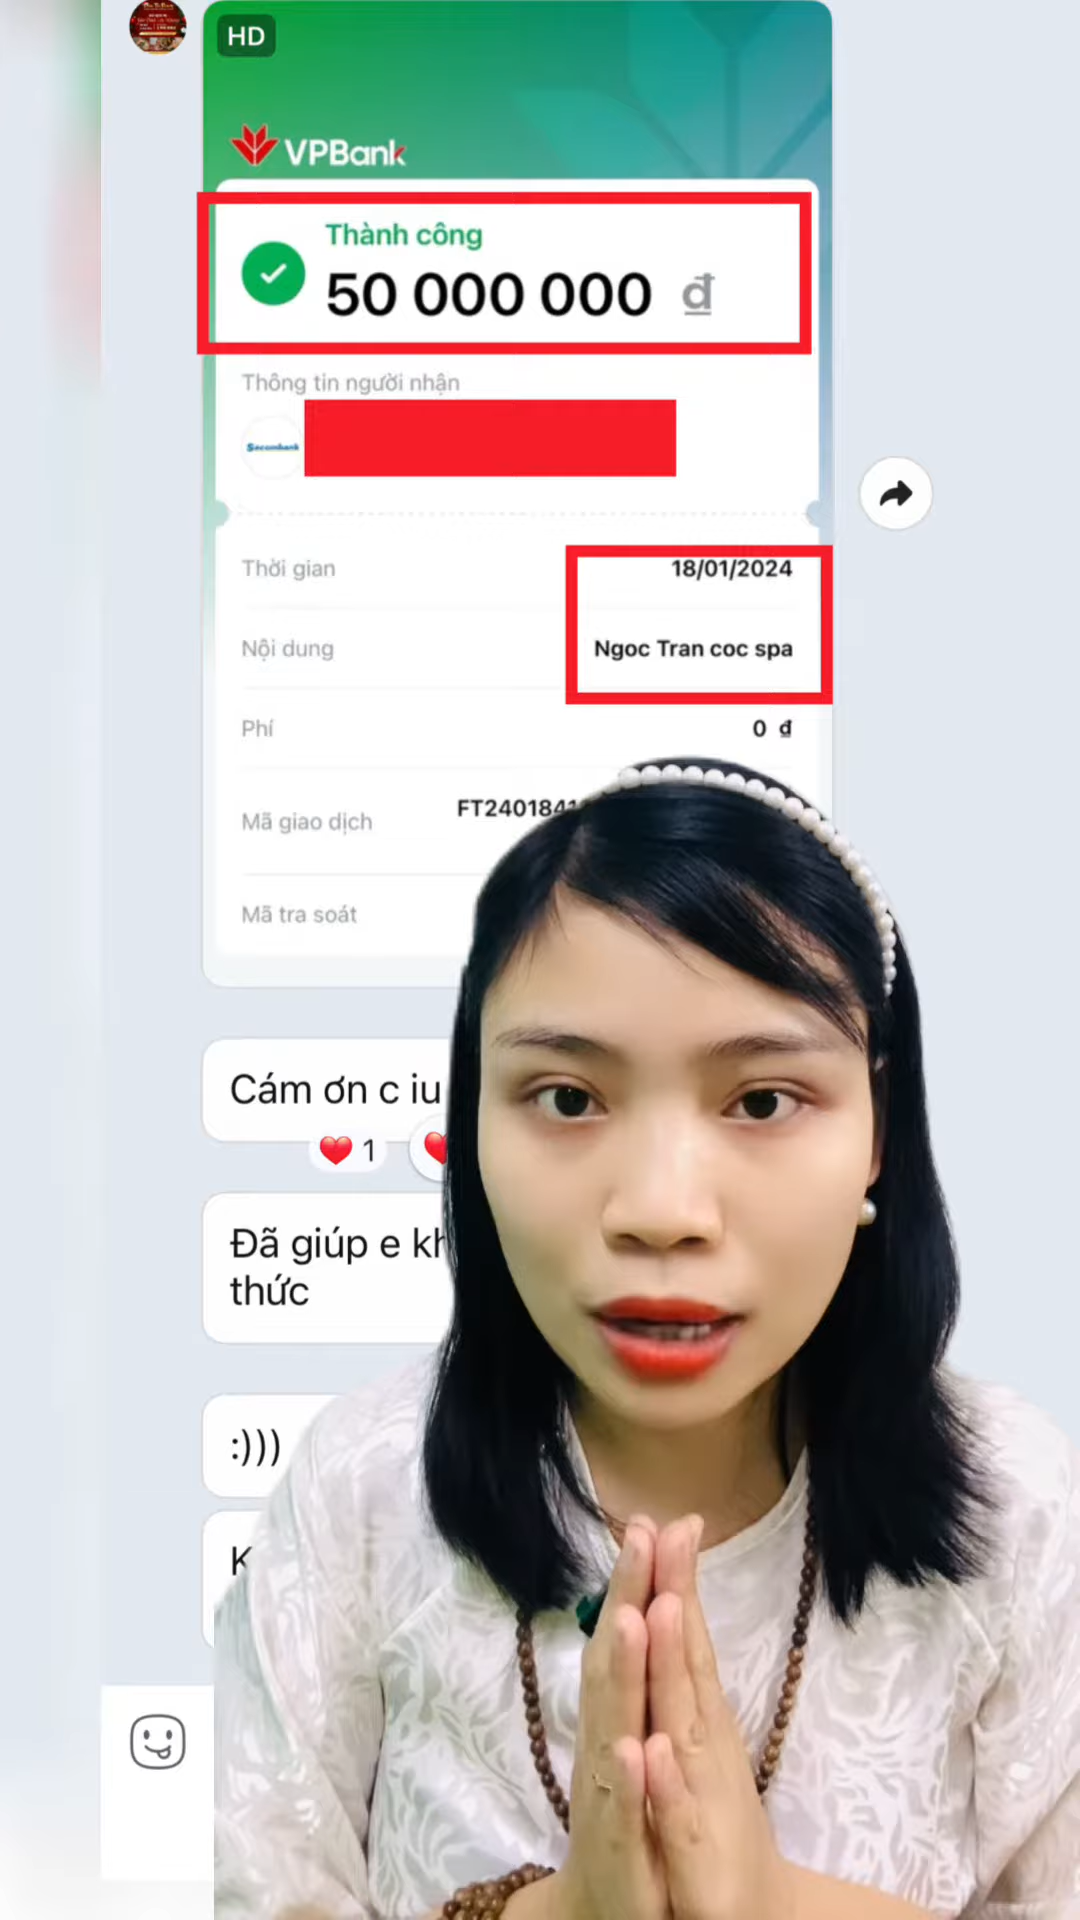 HD
VPBank
Thành công
50 000 000 đ
Thông tin người nhận
Sacombank
Thời gian
18/01/2024
Nội dung
Ngoc Tran coc spa
Phí
0 đ
Mã giao dịch
Mã tra soát
Cám ơn c iu
1
Đã giúp e
thức
:)))